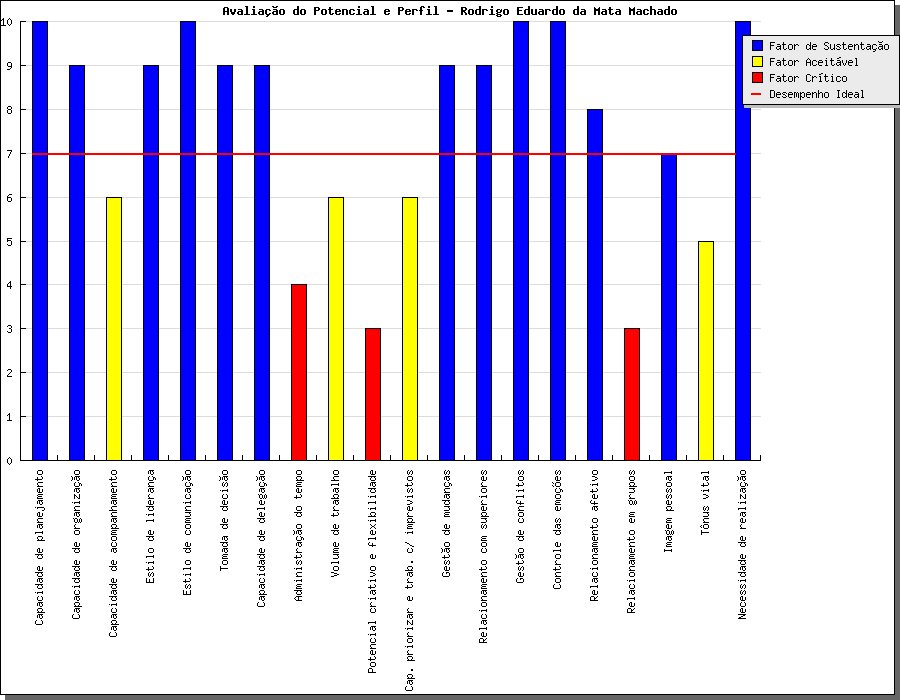 Avaliação do Potencial e Perfil - Rodrigo Eduardo da Mata Machado
10
9
8
7
6
5
4
3
2
1
0
Fator de Sustentação
Fator Aceitável
Fator Crítico
Desempenho Ideal
Capacidade de planejamento
Capacidade de organização
Capacidade de acompanhamento
Estilo de liderança
Estilo de comunicação
Tomada de decisão
Capacidade de delegação
Administração do tempo
Volume de trabalho
Potencial criativo e flexibilidade
Cap. priorizar e trab. c/ imprevistos
Gestão de mudanças
Relacionamento com superiores
Gestão de conflitos
Controle das emoções
Relacionamento afetivo
Relacionamento em grupos
Imagem pessoal
Tônus vital
Necessidade de realização